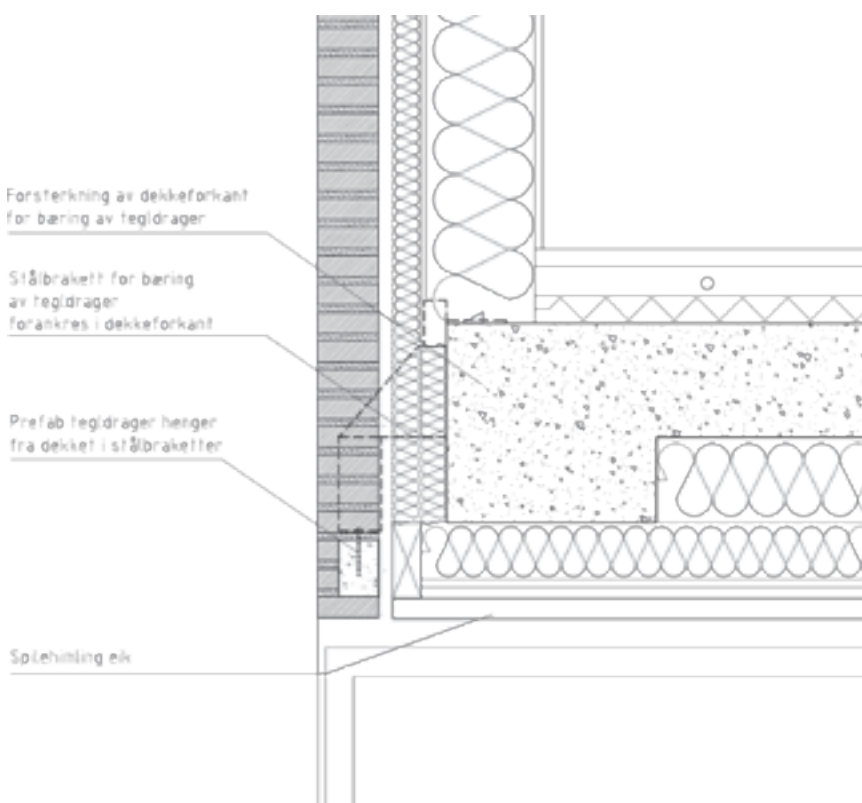 Forsterkning av dekkeforkant
for bæring av tegldrager
Stålbrakett for bæring
av tegldrager
forankres i dekkeforkant
Prefab tegldrager henger
fra dekket i stålbraketter
Spilehimling eik